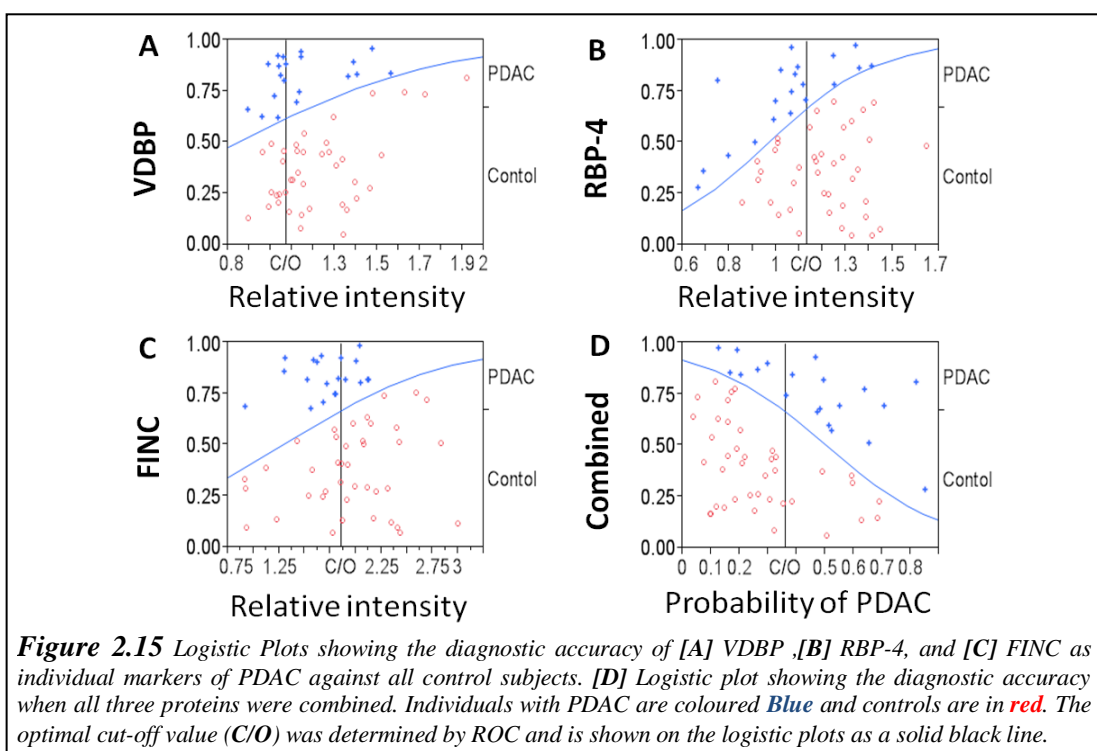 A
VDBP
1.00
0.75
0.50
0.25
0.00
PDAC
Contol
0.8 C/O 1.3 1.5 1.7 1.9 2
Relative intensity
B
RBP-4
1.00
0.75
0.50
0.25
0.00
PDAC
Contol
0.6 0.8 1 C/O 1.3 1.5 1.7
Relative intensity
C
FINC
1.00
0.75
0.50
0.25
0.00
PDAC
Contol
0.75 1.25 C/O 2.25 2.75 3
Relative intensity
D
Combined
1.00
0.75
0.50
0.25
0.00
PDAC
Contol
0 0.1 0.2 C/O 0.5 0.6 0.7 0.8
Probability of PDAC
Figure 2.15 Logistic Plots showing the diagnostic accuracy of [A] VDBP ,[B] RBP-4, and [C] FINC as
individual markers of PDAC against all control subjects. [D] Logistic plot showing the diagnostic accuracy
when all three proteins were combined. Individuals with PDAC are coloured Blue and controls are in red. The
optimal cut-off value (C/O) was determined by ROC and is shown on the logistic plots as a solid black line.